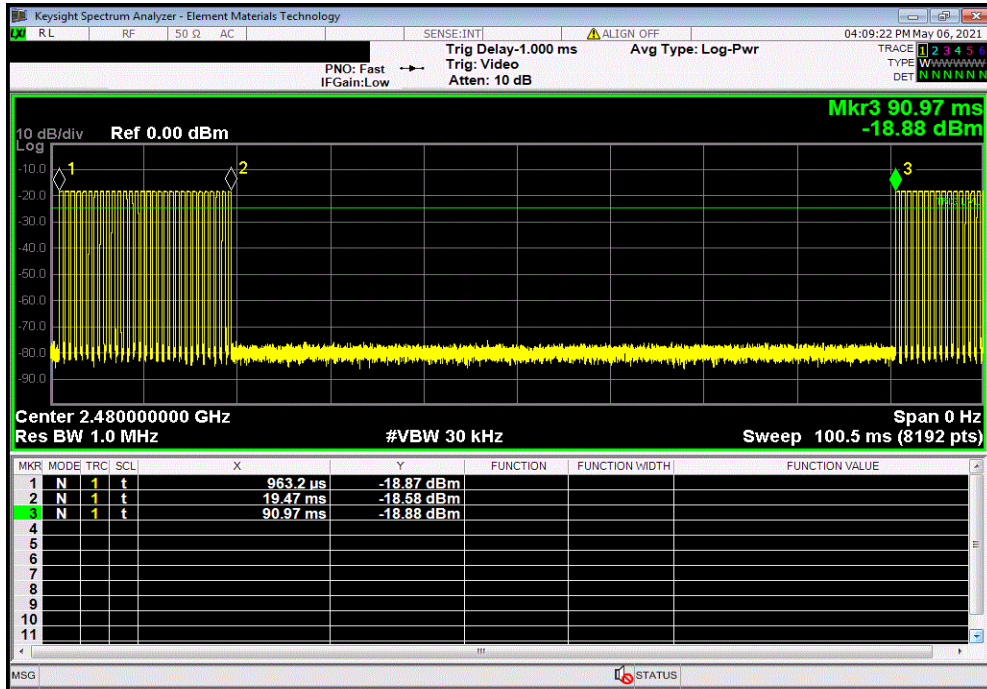 Keysight Spectrum Analyzer - Element Materials Technology
LXI RL RF 50 Ω AC SENSE:INT ALIGN OFF 04:09:22 PM May 06, 2021
Trig Delay-1.000 ms Avg Type: Log-Pwr TRACE 1 2 3 4 5 6
PNO: Fast Trig: Video TYPE WWWWWW
IFGain:Low Atten: 10 dB DET N N N N N N
Mkr3 90.97 ms
10 dB/div Ref 0.00 dBm -18.88 dBm
Log
1 2 3
-10.0
-20.0
-30.0
-40.0
-50.0
-60.0
-70.0
-80.0
-90.0
Center 2.480000000 GHz Span 0 Hz
Res BW 1.0 MHz #VBW 30 kHz Sweep 100.5 ms (8192 pts)
MKR MODE TRC SCL X Y FUNCTION FUNCTION WIDTH FUNCTION VALUE
1 N 1 t 963.2 µs -18.87 dBm
2 N 1 t 19.47 ms -18.58 dBm
3 N 1 t 90.97 ms -18.88 dBm
4
5
6
7
8
9
10
11
MSG STATUS